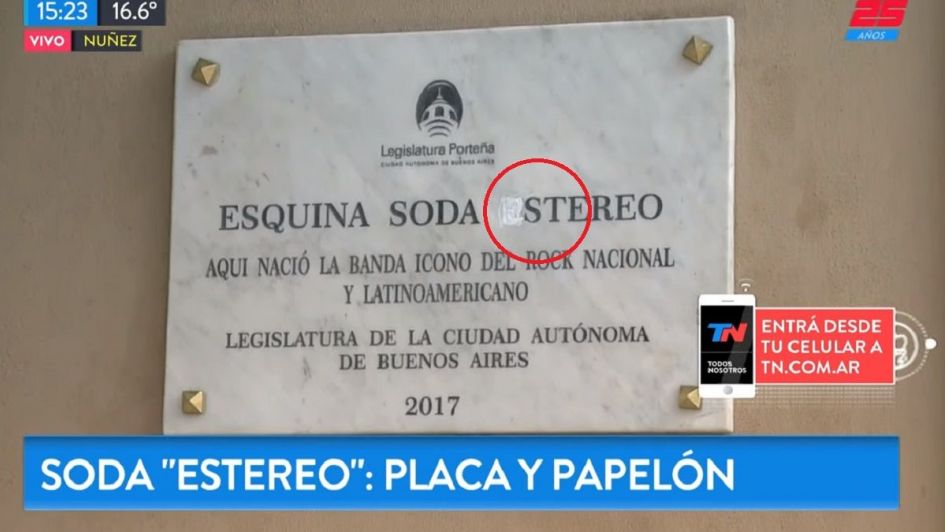 15:23 16.6°
VIVO NUÑEZ
25
AÑOS
Legislatura Porteña
CIUDAD AUTONOMA DE BUENOS AIRES
ESQUINA SODA ESTEREO
AQUI NACIÓ LA BANDA ICONO DEL ROCK NACIONAL
Y LATINOAMERICANO
LEGISLATURA DE LA CIUDAD AUTÓNOMA
DE BUENOS AIRES
2017
TN
TODOS
NOSOTROS
ENTRÁ DESDE
TU CELULAR A
TN.COM.AR
SODA "ESTEREO": PLACA Y PAPELÓN